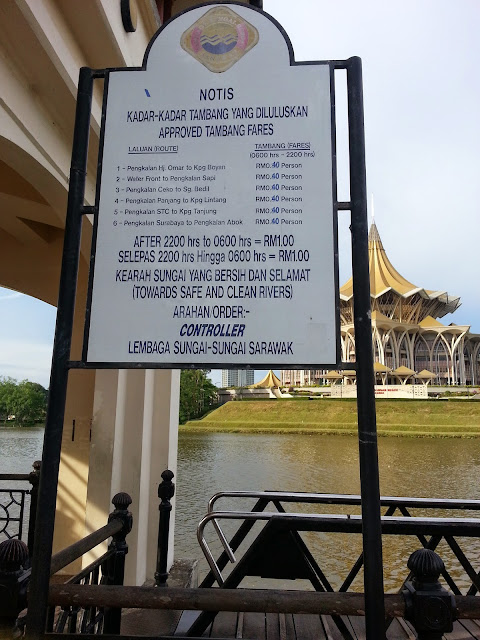 NOTIS
KADAR-KADAR TAMBANG YANG DILULUSKAN
APPROVED TAMBANG FARES
LALUAN (ROUTE) TAMBANG (FARES)
(0600 hrs - 2200 hrs)
1 - Pengkalan Hj. Omar to Kpg Boyan RM0.40 Person
2 - Water Front to Pengkalan Sapi RM0.40 Person
3 - Pengkalan Ceko to Sg. Bedil RM0.40 Person
4 - Pengkalan Panjang to Kpg Lintang RM0.40 Person
5 - Pengkalan STC to Kpg Tanjung RM0.40 Person
6 - Pengkalan Surabaya to Pengkalan Abok RM0.40 Person
AFTER 2200 hrs to 0600 hrs = RM1.00
SELEPAS 2200 hrs Hingga 0600 hrs = RM1.00
KEARAH SUNGAI YANG BERSIH DAN SELAMAT
(TOWARDS SAFE AND CLEAN RIVERS)
ARAHAN/ORDER:-
CONTROLLER
LEMBAGA SUNGAI-SUNGAI SARAWAK